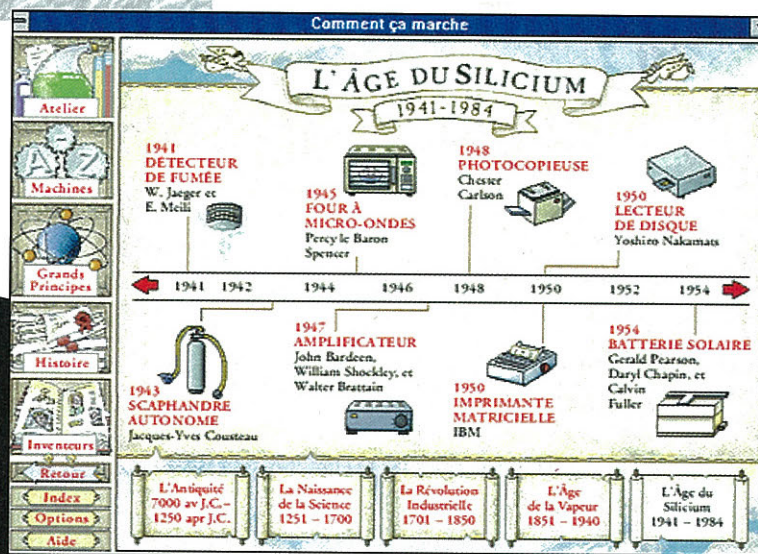 Comment ça marche
Atelier
A-Z
Machines
Grands
Principes
Histoire
Inventeurs
Retour
Index
Options
Aide
L'ÂGE DU SILICIUM
1941-1984
1941
DÉTECTEUR
DE FUMÉE
W. Jaeger et
E. Meili
1945
FOUR À
MICRO-ONDES
Percy le Baron
Spencer
1948
PHOTOCOPIEUSE
Chester
Carlson
1950
LECTEUR
DE DISQUE
Yoshiro Nakamats
1941 1942 1944 1946 1948 1950 1952 1954
1943
SCAPHANDRE
AUTONOME
Jacques-Yves Cousteau
1947
AMPLIFICATEUR
John Bardeen,
William Shockley, et
Walter Brattain
1950
IMPRIMANTE
MATRICIELLE
IBM
1954
BATTERIE SOLAIRE
Gerald Pearson,
Daryl Chapin, et
Calvin
Fuller
L'Antiquité
7000 av J.C. –
1250 apr J.C.
La Naissance
de la Science
1251 – 1700
La Révolution
Industrielle
1701 – 1850
L'Âge
de la Vapeur
1851 – 1940
L'Âge du
Silicium
1941 – 1984